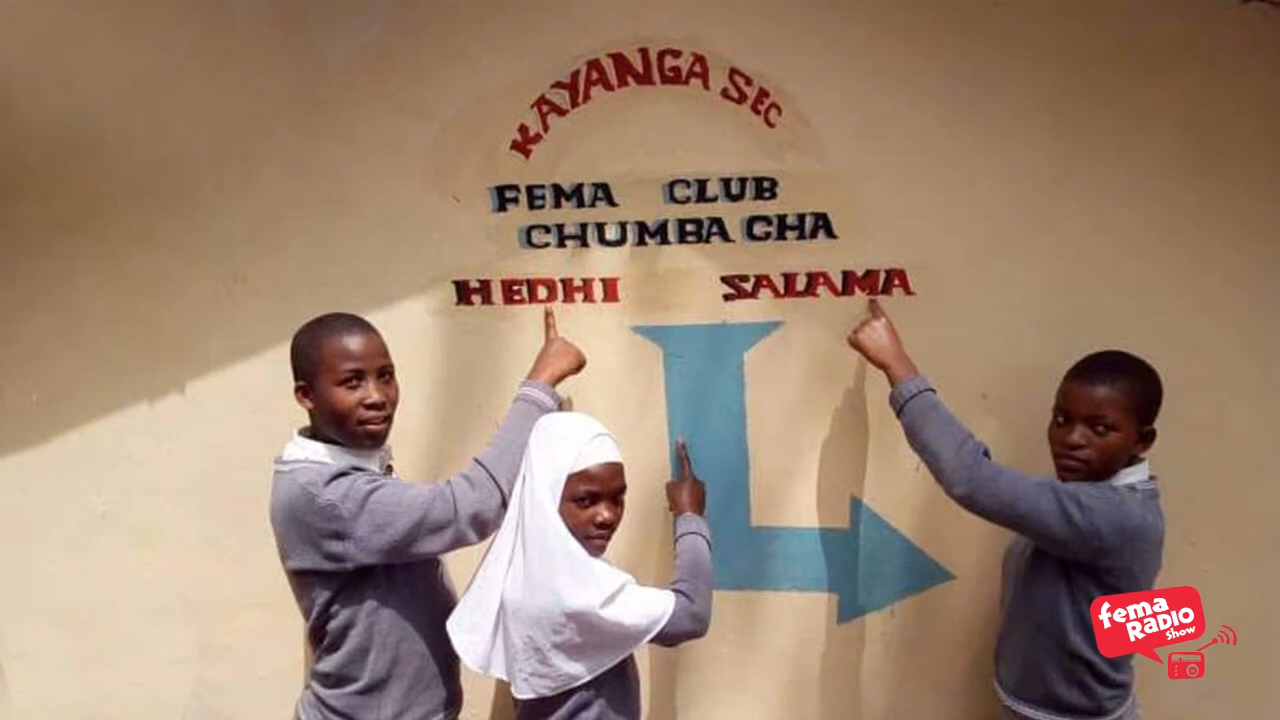 KAYANGA SEC
FEMA CLUB
CHUMBA CHA
HEDHI SALAMA
fema
RADIO
Show